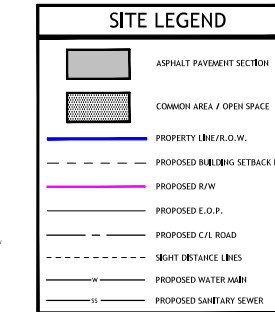 SITE LEGEND
ASPHALT PAVEMENT SECTION
COMMON AREA / OPEN SPACE
PROPERTY LINE/R.O.W.
PROPOSED BUILDING SETBACK
PROPOSED R/W
PROPOSED E.O.P.
PROPOSED C/L ROAD
SIGHT DISTANCE LINES
W PROPOSED WATER MAIN
SS PROPOSED SANITARY SEWER